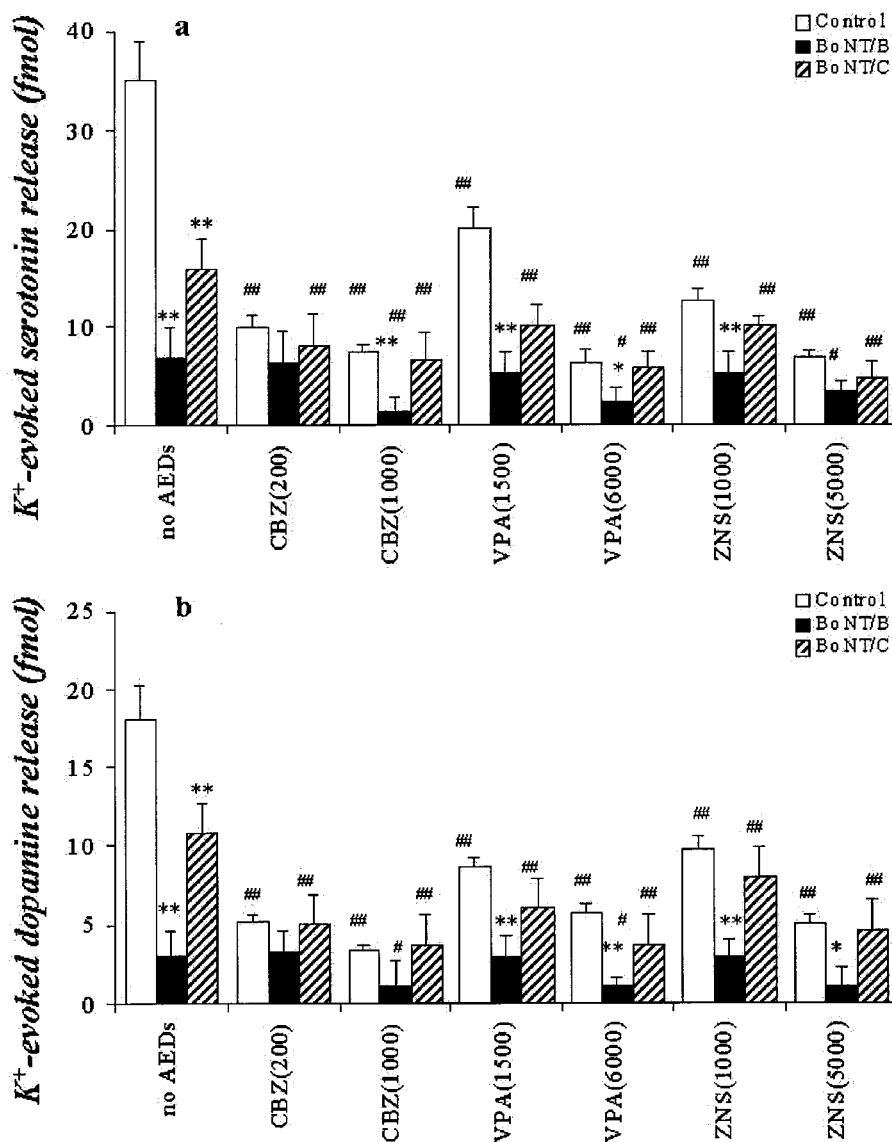 a
Control
BoNT/B
BoNT/C
K+-evoked serotonin release (fmol)
40
30
20
10
0
**
**
##
##
##
##
**
##
##
**
##
##
#
*
##
##
**
##
##
#
##
no AEDs
CBZ(200)
CBZ(1000)
VPA(1500)
VPA(6000)
ZNS(1000)
ZNS(5000)
b
Control
BoNT/B
BoNT/C
K+-evoked dopamine release (fmol)
25
20
15
10
5
0
**
**
##
##
##
#
##
##
**
##
##
#
**
##
##
**
##
##
*
##
no AEDs
CBZ(200)
CBZ(1000)
VPA(1500)
VPA(6000)
ZNS(1000)
ZNS(5000)